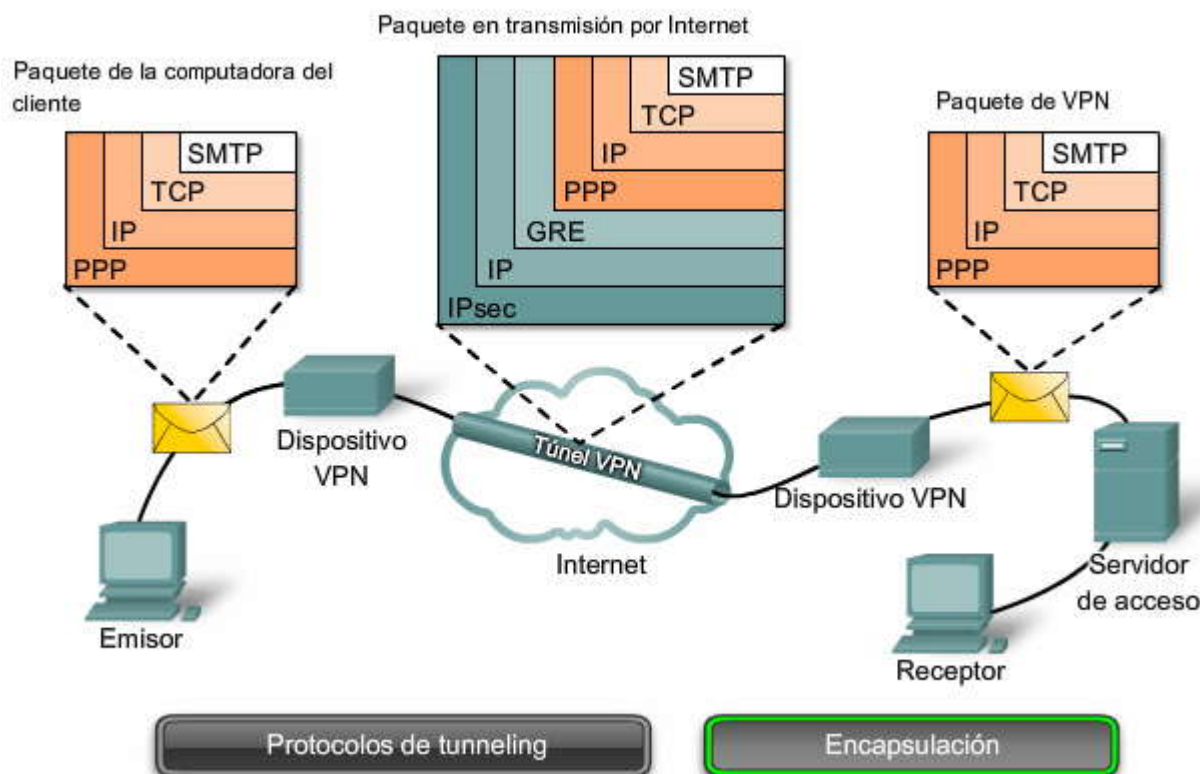 Paquete en transmisión por Internet
Paquete de la computadora del
cliente
Paquete de VPN
SMTP
TCP
IP
PPP
SMTP
TCP
IP
PPP
GRE
IP
IPsec
SMTP
TCP
IP
PPP
Dispositivo
VPN
Túnel VPN
Internet
Dispositivo VPN
Servidor
de acceso
Emisor
Receptor
Protocolos de tunneling
Encapsulación